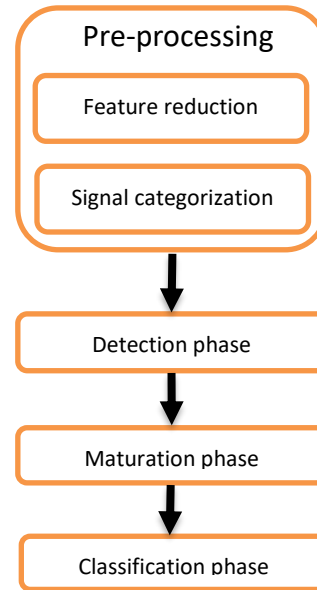 Pre-processing
Feature reduction
Signal categorization
Detection phase
Maturation phase
Classification phase